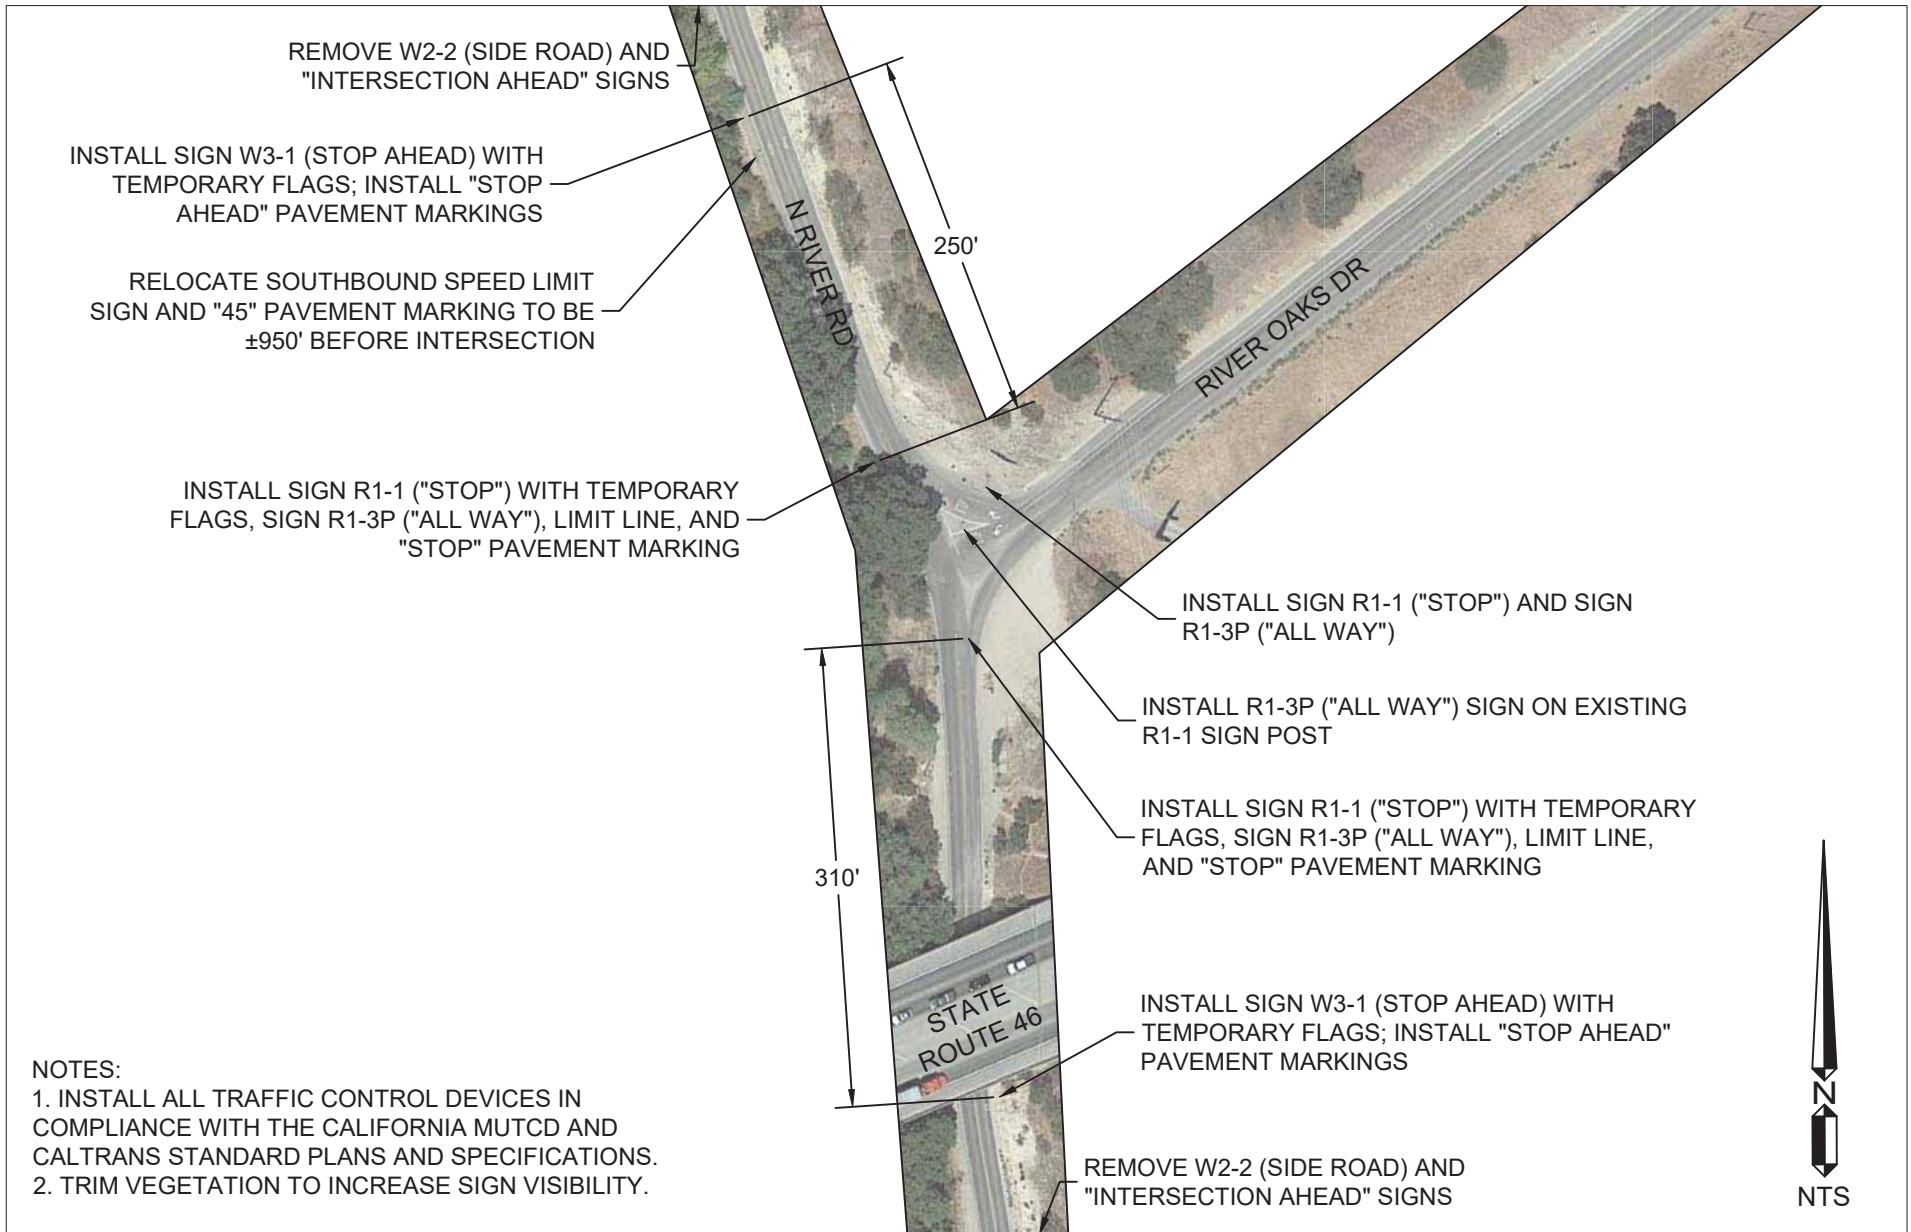 REMOVE W2-2 (SIDE ROAD) AND
"INTERSECTION AHEAD" SIGNS
INSTALL SIGN W3-1 (STOP AHEAD) WITH
TEMPORARY FLAGS; INSTALL "STOP
AHEAD" PAVEMENT MARKINGS
RELOCATE SOUTHBOUND SPEED LIMIT
SIGN AND "45" PAVEMENT MARKING TO BE
±950' BEFORE INTERSECTION
N RIVER RD
250'
RIVER OAKS DR
INSTALL SIGN R1-1 ("STOP") WITH TEMPORARY
FLAGS, SIGN R1-3P ("ALL WAY"), LIMIT LINE, AND
"STOP" PAVEMENT MARKING
INSTALL SIGN R1-1 ("STOP") AND SIGN
R1-3P ("ALL WAY")
INSTALL R1-3P ("ALL WAY") SIGN ON EXISTING
R1-1 SIGN POST
INSTALL SIGN R1-1 ("STOP") WITH TEMPORARY
FLAGS, SIGN R1-3P ("ALL WAY"), LIMIT LINE,
AND "STOP" PAVEMENT MARKING
310'
STATE
ROUTE 46
INSTALL SIGN W3-1 (STOP AHEAD) WITH
TEMPORARY FLAGS; INSTALL "STOP AHEAD"
PAVEMENT MARKINGS
REMOVE W2-2 (SIDE ROAD) AND
"INTERSECTION AHEAD" SIGNS
NOTES:
1. INSTALL ALL TRAFFIC CONTROL DEVICES IN
COMPLIANCE WITH THE CALIFORNIA MUTCD AND
CALTRANS STANDARD PLANS AND SPECIFICATIONS.
2. TRIM VEGETATION TO INCREASE SIGN VISIBILITY.
N
NTS